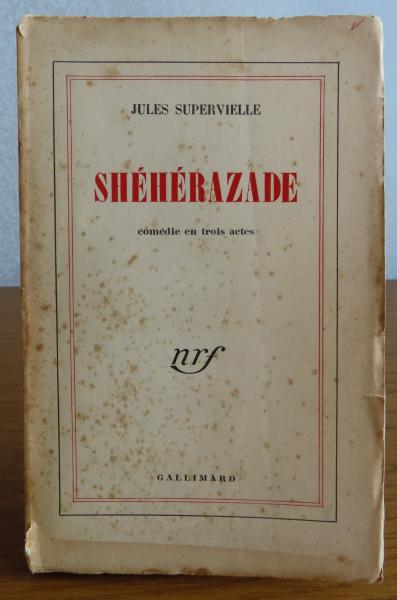 JULES SUPERVIELLE
SHÉHÉRAZADE
comédie en trois actes
nrf
GALLIMARD